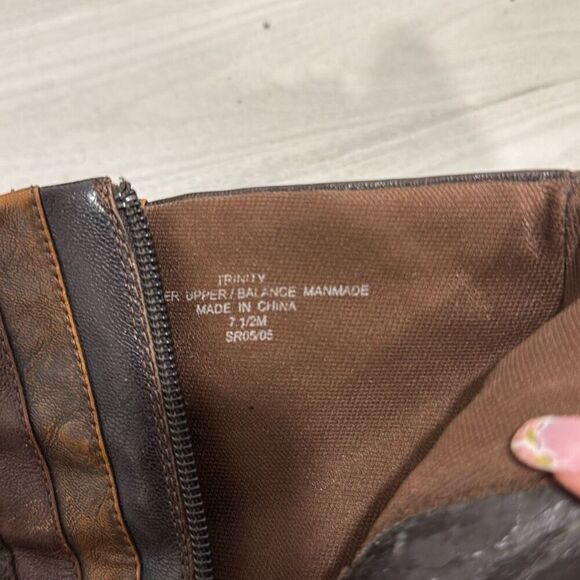 TRINITY
ER UPPER / BALANCE MANMADE
MADE IN CHINA
7 1/2M
SR05/05